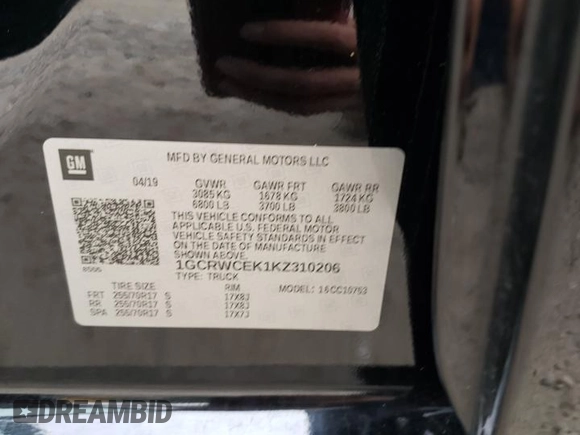 GM
MFD BY GENERAL MOTORS LLC
04/19 GVWR GAWR FRT GAWR RR
3085 KG 1678 KG 1724 KG
6800 LB 3700 LB 3800 LB
THIS VEHICLE CONFORMS TO ALL
APPLICABLE U.S. FEDERAL MOTOR
VEHICLE SAFETY STANDARDS IN EFFECT
ON THE DATE OF MANUFACTURE
SHOWN ABOVE.
1GCRWCEK1KZ310206
TYPE: TRUCK MODEL: 16CC10753
TIRE SIZE RIM
FRT 255/70R17 S 17X8J
RR 255/70R17 S 17X8J
SPA 255/70R17 S 17X7J
DREAMBID